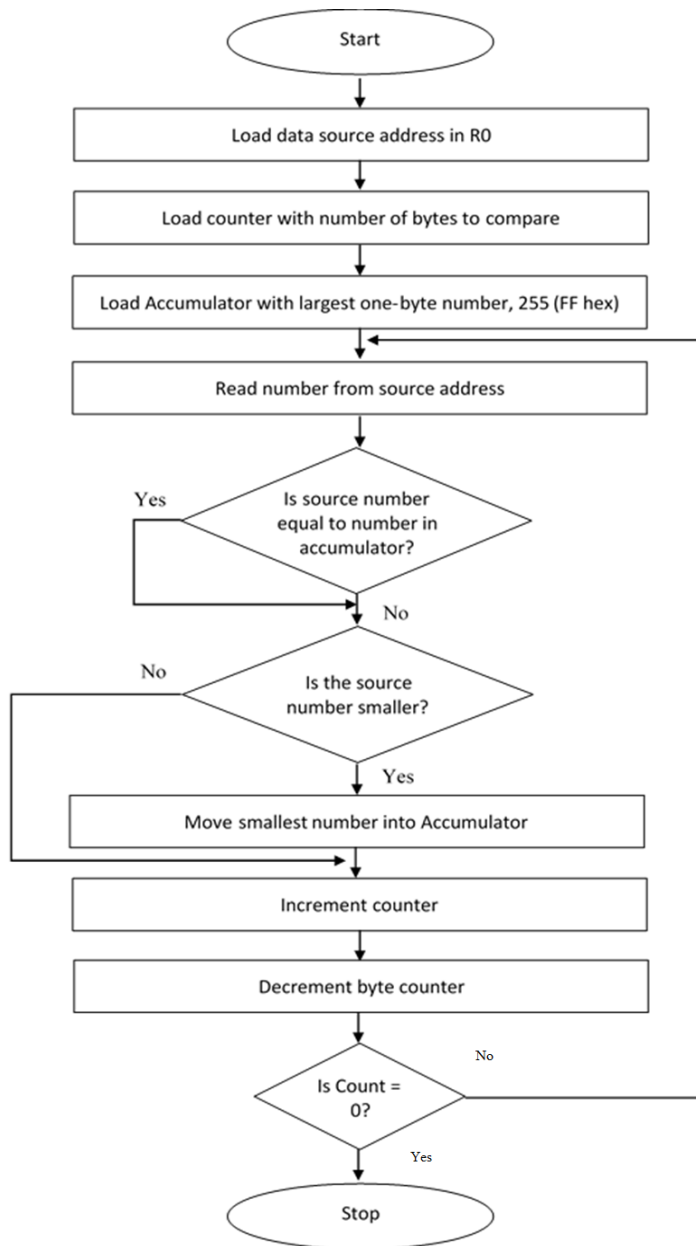 Start
Load data source address in R0
Load counter with number of bytes to compare
Load Accumulator with largest one-byte number, 255 (FF hex)
Read number from source address
Yes
Is source number
equal to number in
accumulator?
No
No
Is the source
number smaller?
Yes
Move smallest number into Accumulator
Increment counter
Decrement byte counter
No
Is Count =
0?
Yes
Stop